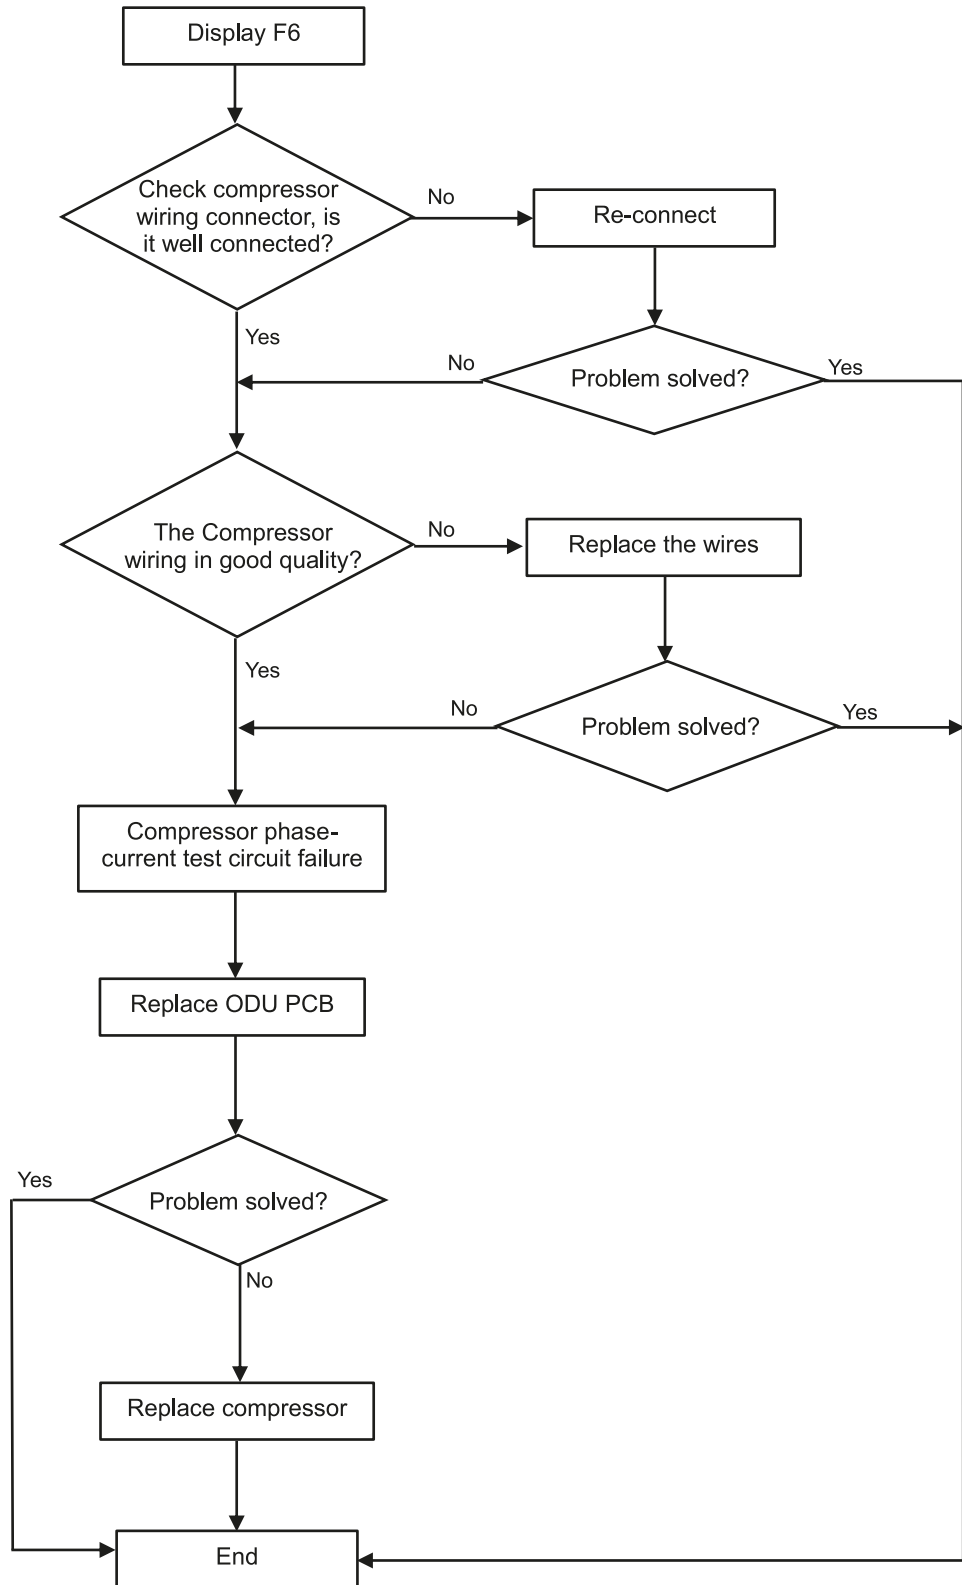 Display F6
Check compressor
wiring connector, is
it well connected?
No
Re-connect
Yes
No
Problem solved?
Yes
The Compressor
wiring in good quality?
No
Replace the wires
Yes
No
Problem solved?
Yes
Compressor phase-
current test circuit failure
Replace ODU PCB
Yes
Problem solved?
No
Replace compressor
End